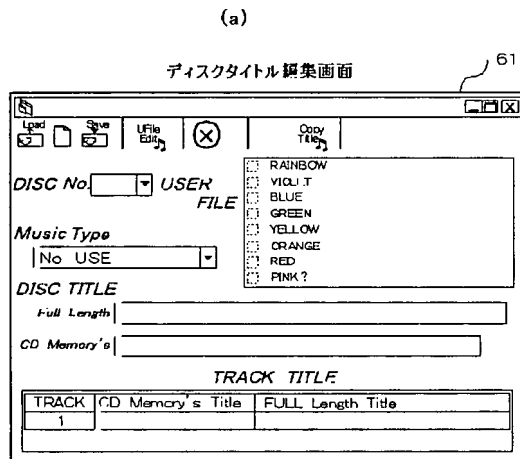 (a)
ディスクタイトル編集画面
61
Load Save UFile Edit Copy Title
DISC No. USER FILE
RAINBOW
VIOLET
BLUE
GREEN
YELLOW
ORANGE
RED
PINK?
Music Type
No USE
DISC TITLE
Full Length
CD Memory's
TRACK TITLE
TRACK CD Memory's Title FULL Length Title
1